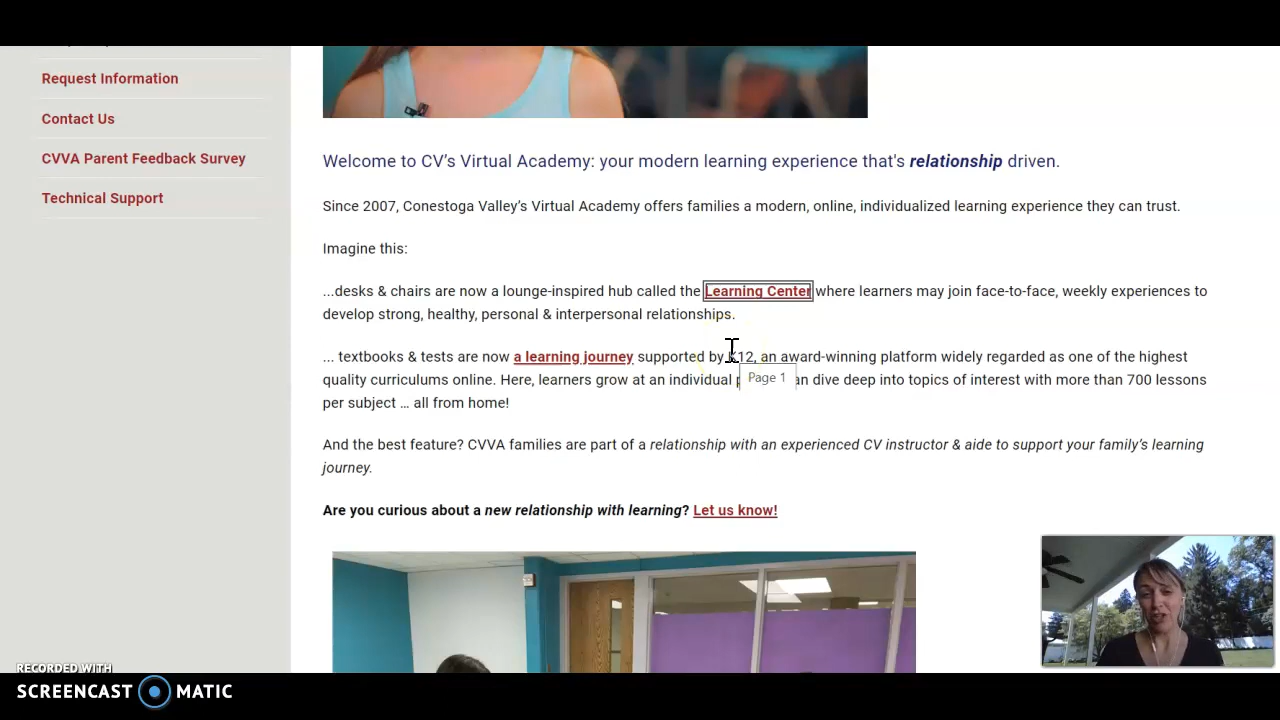 Request Information
Contact Us
CVVA Parent Feedback Survey
Technical Support
Welcome to CV's Virtual Academy: your modern learning experience that's relationship driven.
Since 2007, Conestoga Valley's Virtual Academy offers families a modern, online, individualized learning experience they can trust.
Imagine this:
...desks & chairs are now a lounge-inspired hub called the Learning Center where learners may join face-to-face, weekly experiences to
develop strong, healthy, personal & interpersonal relationships.
... textbooks & tests are now a learning journey supported by K12, an award-winning platform widely regarded as one of the highest
quality curriculums online. Here, learners grow at an individual dive deep into topics of interest with more than 700 lessons
Page 1
per subject … all from home!
And the best feature? CVVA families are part of a relationship with an experienced CV instructor & aide to support your family's learning
journey.
Are you curious about a new relationship with learning? Let us know!
RECORDED WITH
SCREENCAST MATIC